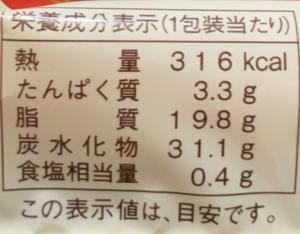 栄養成分表示(1包装当たり)
熱量 316kcal
たんぱく質 3.3g
脂質 19.8g
炭水化物 31.1g
食塩相当量 0.4g
この表示値は、目安です。